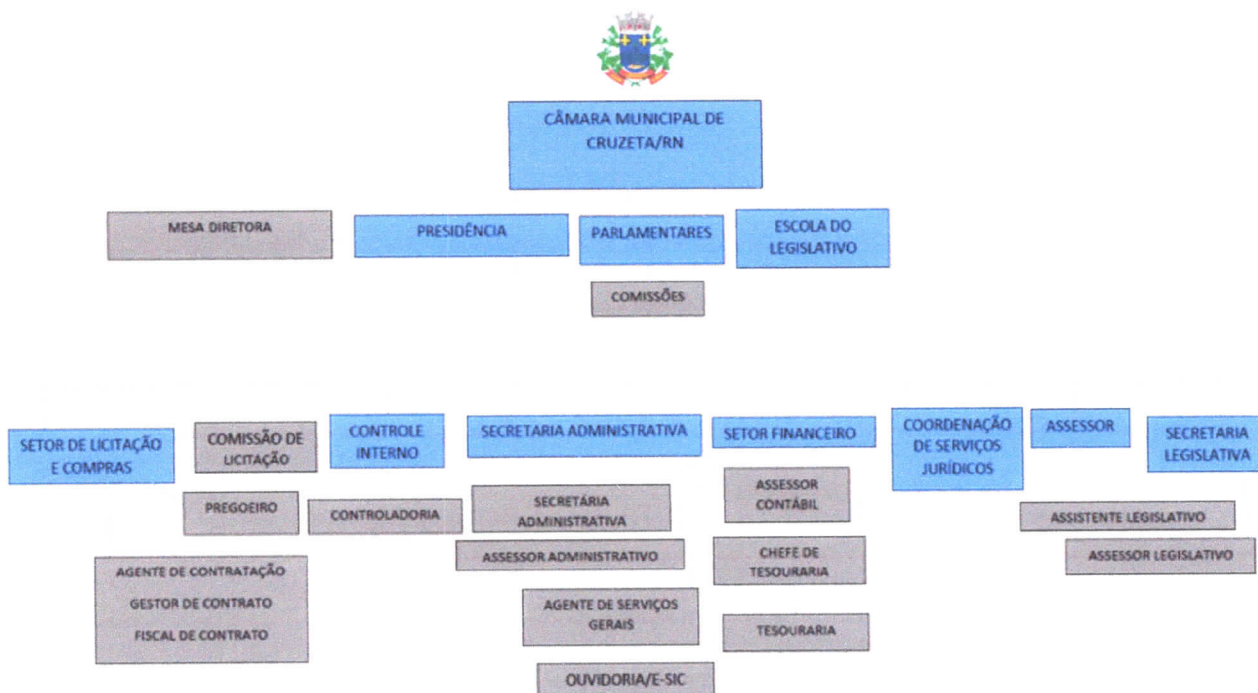 CÂMARA MUNICIPAL DE
CRUZETA/RN
MESA DIRETORA
PRESIDÊNCIA
PARLAMENTARES
ESCOLA DO
LEGISLATIVO
COMISSÕES
SETOR DE LICITAÇÃO
E COMPRAS
COMISSÃO DE
LICITAÇÃO
CONTROLE
INTERNO
SECRETARIA ADMINISTRATIVA
SETOR FINANCEIRO
COORDENAÇÃO
DE SERVIÇOS
JURÍDICOS
ASSESSOR
SECRETARIA
LEGISLATIVA
PREGOEIRO
CONTROLADORIA
SECRETÁRIA
ADMINISTRATIVA
ASSESSOR
CONTÁBIL
ASSISTENTE LEGISLATIVO
ASSESSOR ADMINISTRATIVO
CHEFE DE
TESOURARIA
ASSESSOR LEGISLATIVO
AGENTE DE CONTRATAÇÃO
GESTOR DE CONTRATO
FISCAL DE CONTRATO
AGENTE DE SERVIÇOS
GERAIS
TESOURARIA
OUVIDORIA/E-SIC